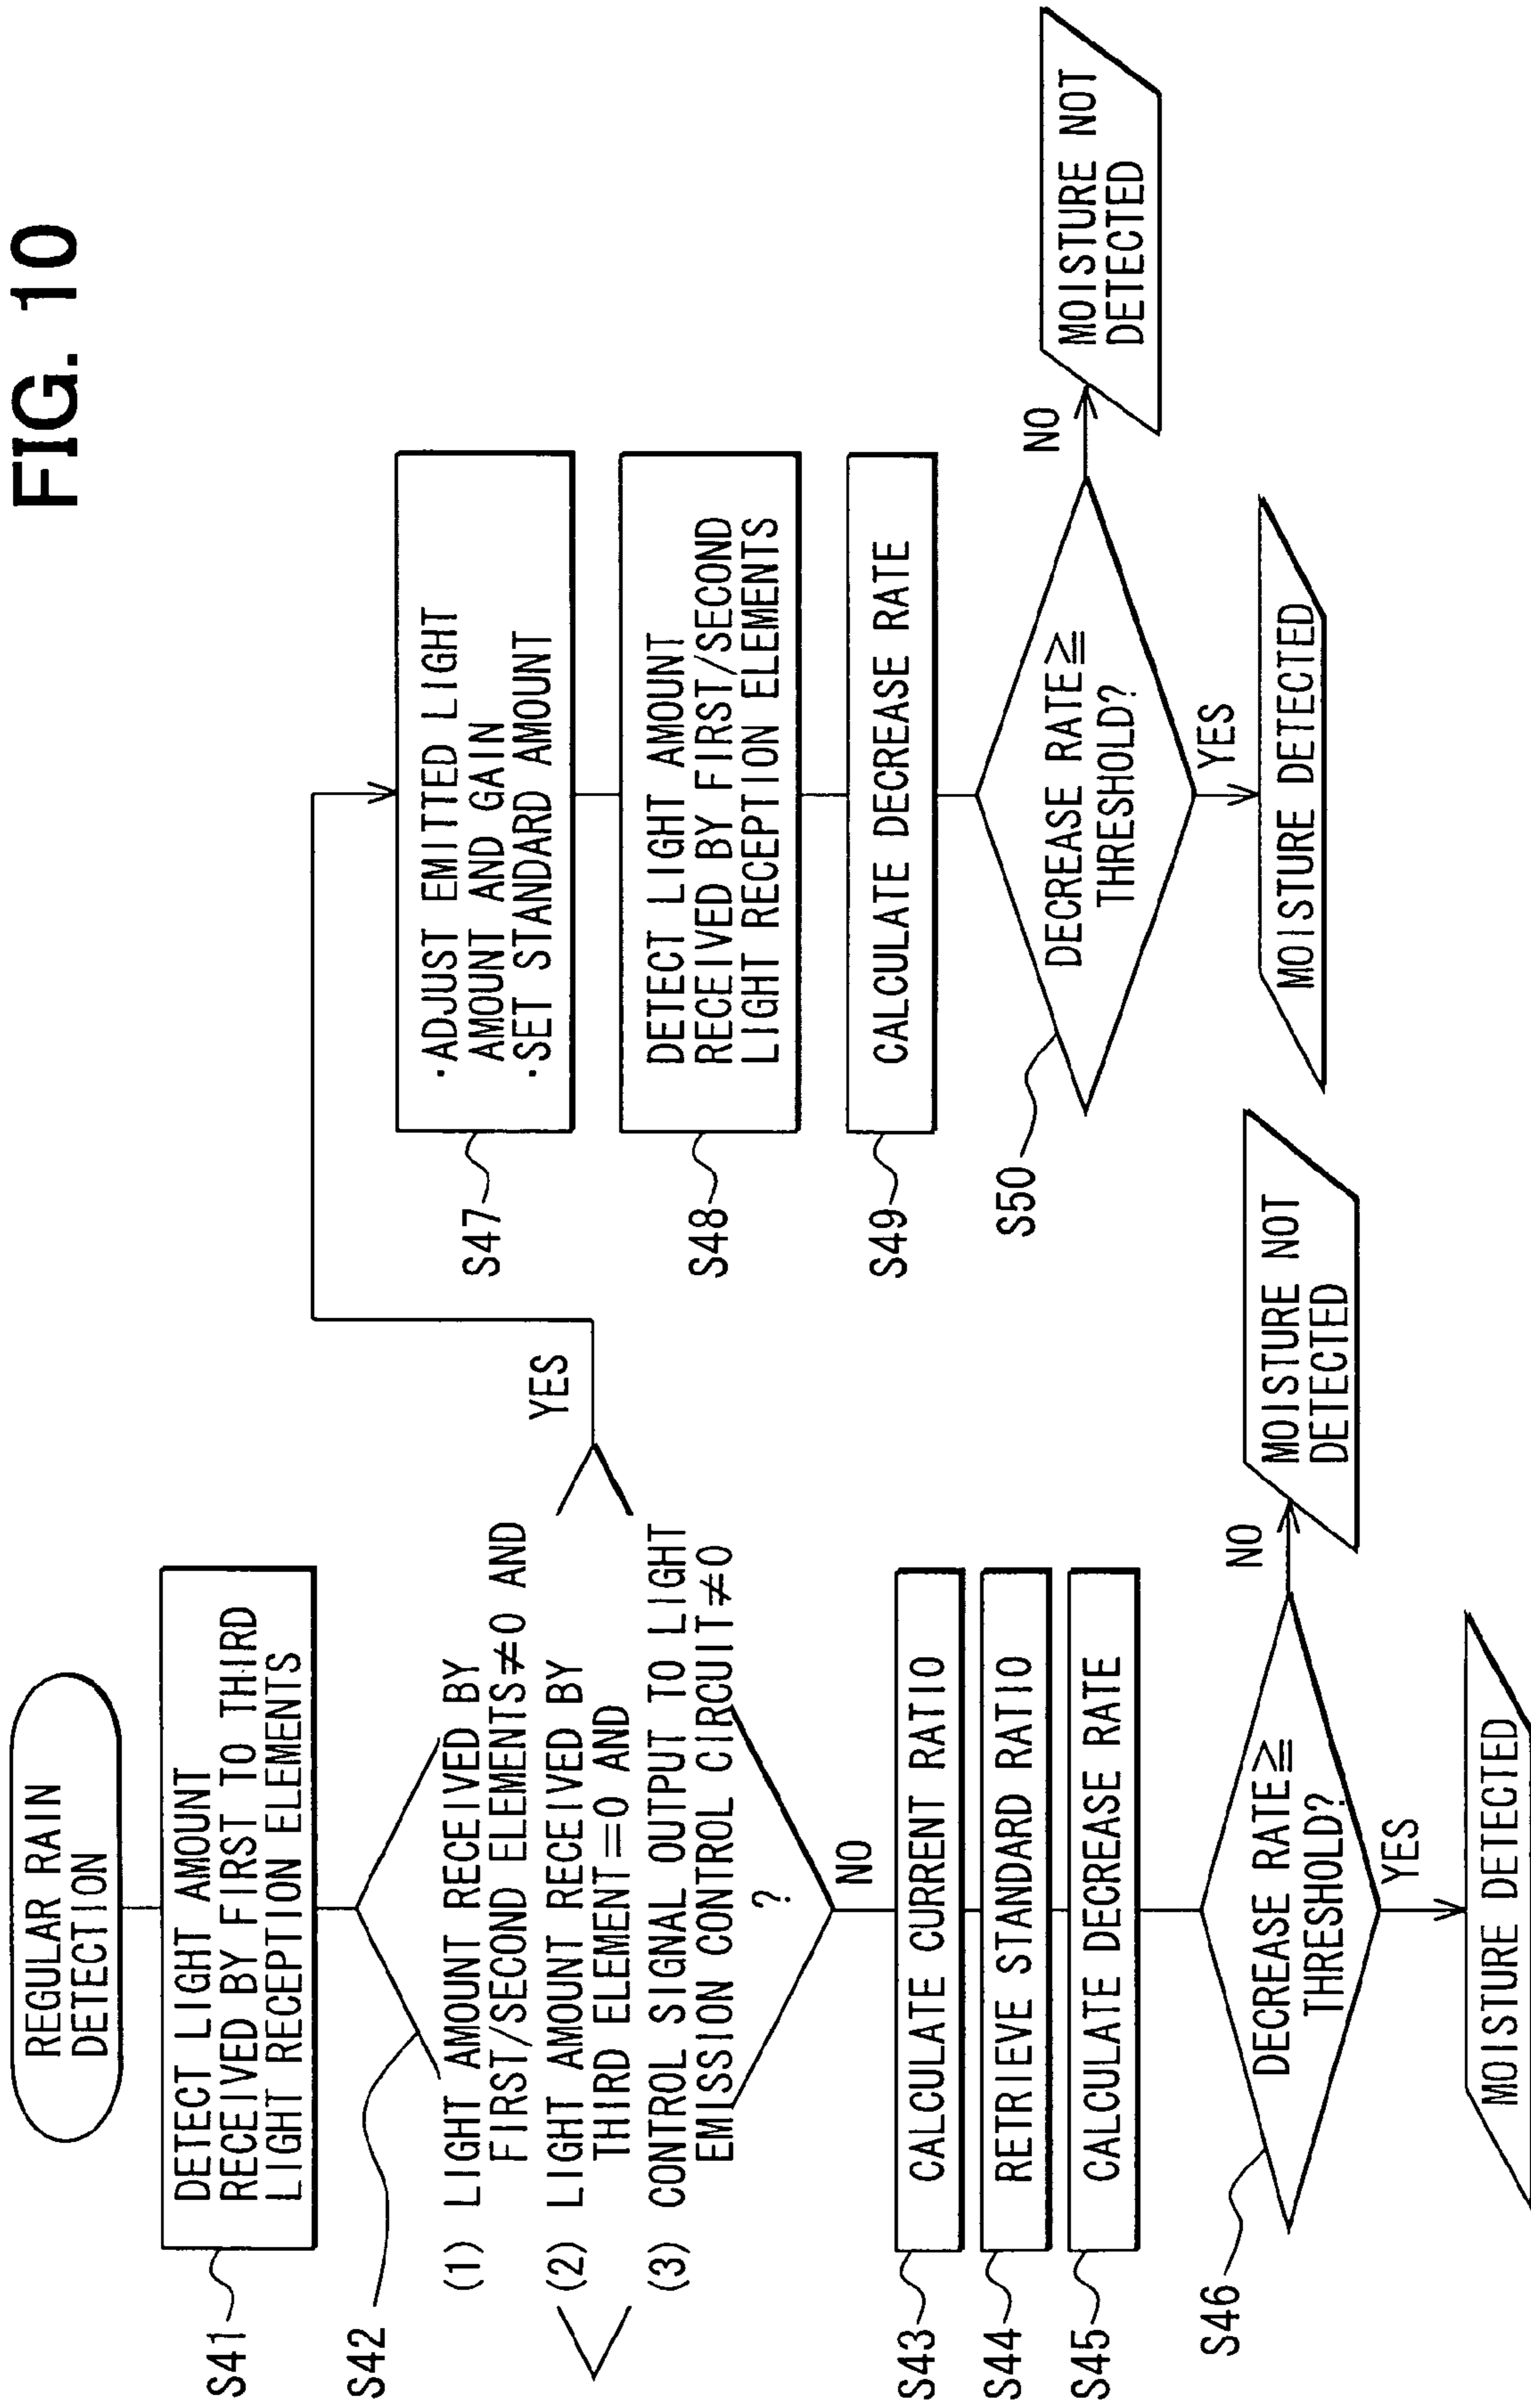 FIG. 10
REGULAR RAIN
DETECTION
S41
DETECT LIGHT AMOUNT
RECEIVED BY FIRST TO THIRD
LIGHT RECEPTION ELEMENTS
S42
(1) LIGHT AMOUNT RECEIVED BY
FIRST/SECOND ELEMENTS≠0 AND
(2) LIGHT AMOUNT RECEIVED BY
THIRD ELEMENT=0 AND
(3) CONTROL SIGNAL OUTPUT TO LIGHT
EMISSION CONTROL CIRCUIT≠0
?
YES
NO
S43
CALCULATE CURRENT RATIO
S44
RETRIEVE STANDARD RATIO
S45
CALCULATE DECREASE RATE
S46
DECREASE RATE≧
THRESHOLD?
NO
MOISTURE NOT
DETECTED
YES
MOISTURE DETECTED
S47
·ADJUST EMITTED LIGHT
AMOUNT AND GAIN
·SET STANDARD AMOUNT
S48
DETECT LIGHT AMOUNT
RECEIVED BY FIRST/SECOND
LIGHT RECEPTION ELEMENTS
S49
CALCULATE DECREASE RATE
S50
DECREASE RATE≧
THRESHOLD?
NO
MOISTURE NOT
DETECTED
YES
MOISTURE DETECTED